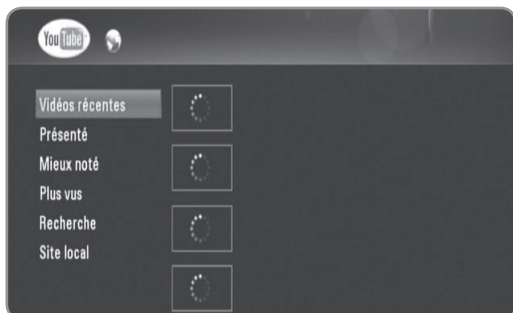 YouTube
Vidéos récentes
Présenté
Mieux noté
Plus vus
Recherche
Site local